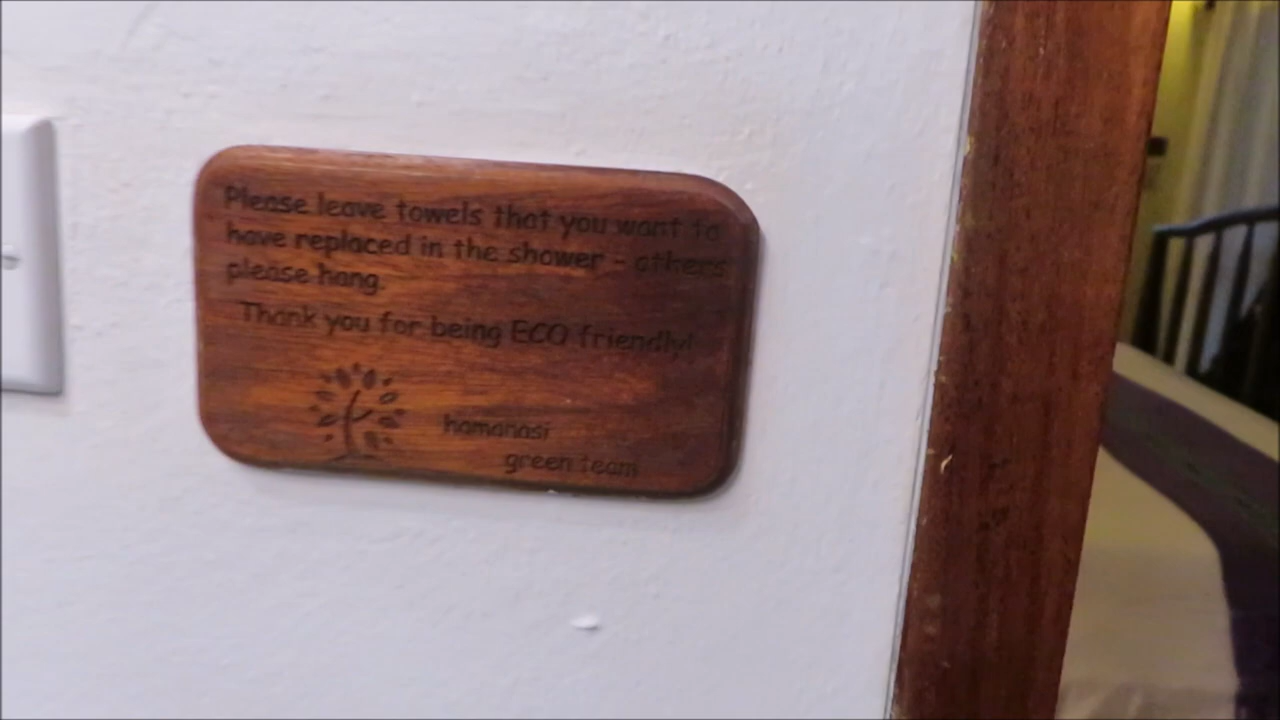 Please leave towels that you want to
have replaced in the shower - others
please hang.
Thank you for being ECO friendly!
hamanasi
green team